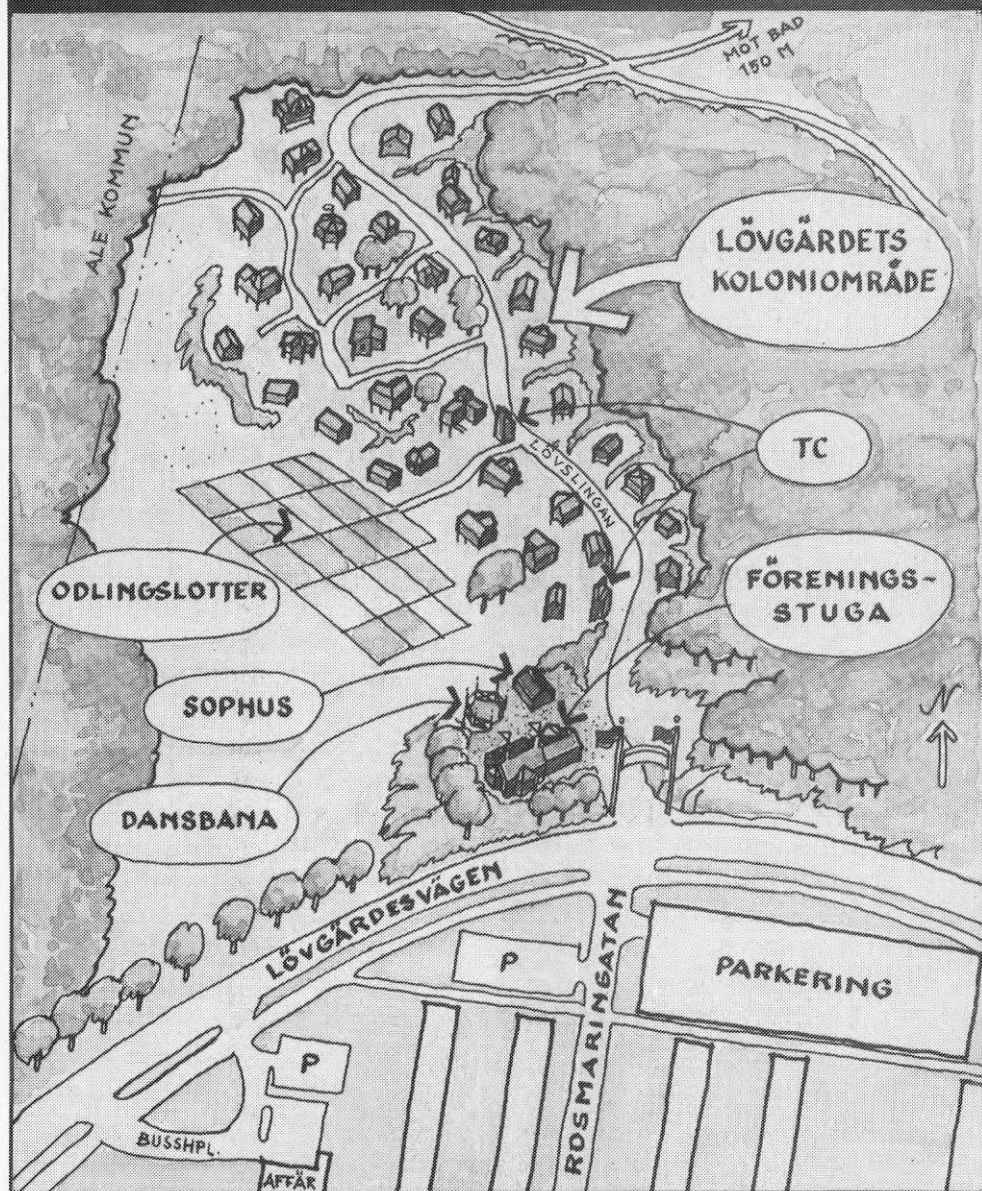 MOT BAD
150 M
ALE KOMMUN
LÖVGÄRDETS
KOLONIOMRÅDE
TC
LÖVSLINGAN
ODLINGSLOTTER
FÖRENINGS-
STUGA
SOPHUS
N
DANSBANA
LÖVGÄRDESVÄGEN
ROSMARINGATAN
P
PARKERING
P
BUSSHPL.
AFFÄR